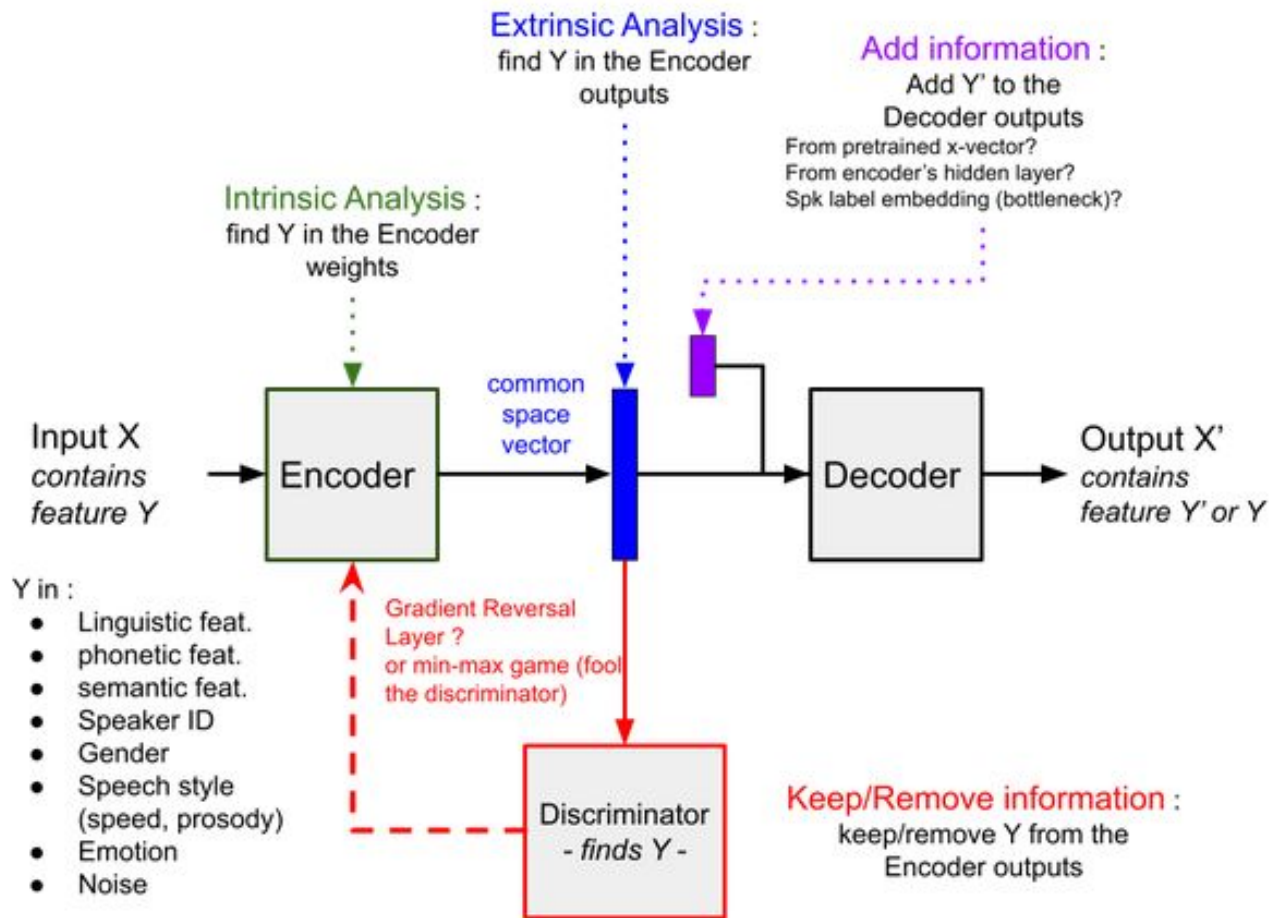 Extrinsic Analysis :
find Y in the Encoder
outputs
Add information :
Add Y’ to the
Decoder outputs
From pretrained x-vector?
From encoder’s hidden layer?
Spk label embedding (bottleneck)?
Intrinsic Analysis :
find Y in the Encoder
weights
common
space
vector
Input X
contains
feature Y
Encoder
Decoder
Output X’
contains
feature Y’ or Y
Y in :
● Linguistic feat.
● phonetic feat.
● semantic feat.
● Speaker ID
● Gender
● Speech style
(speed, prosody)
● Emotion
● Noise
Gradient Reversal
Layer ?
or min-max game (fool
the discriminator)
Discriminator
- finds Y -
Keep/Remove information :
keep/remove Y from the
Encoder outputs